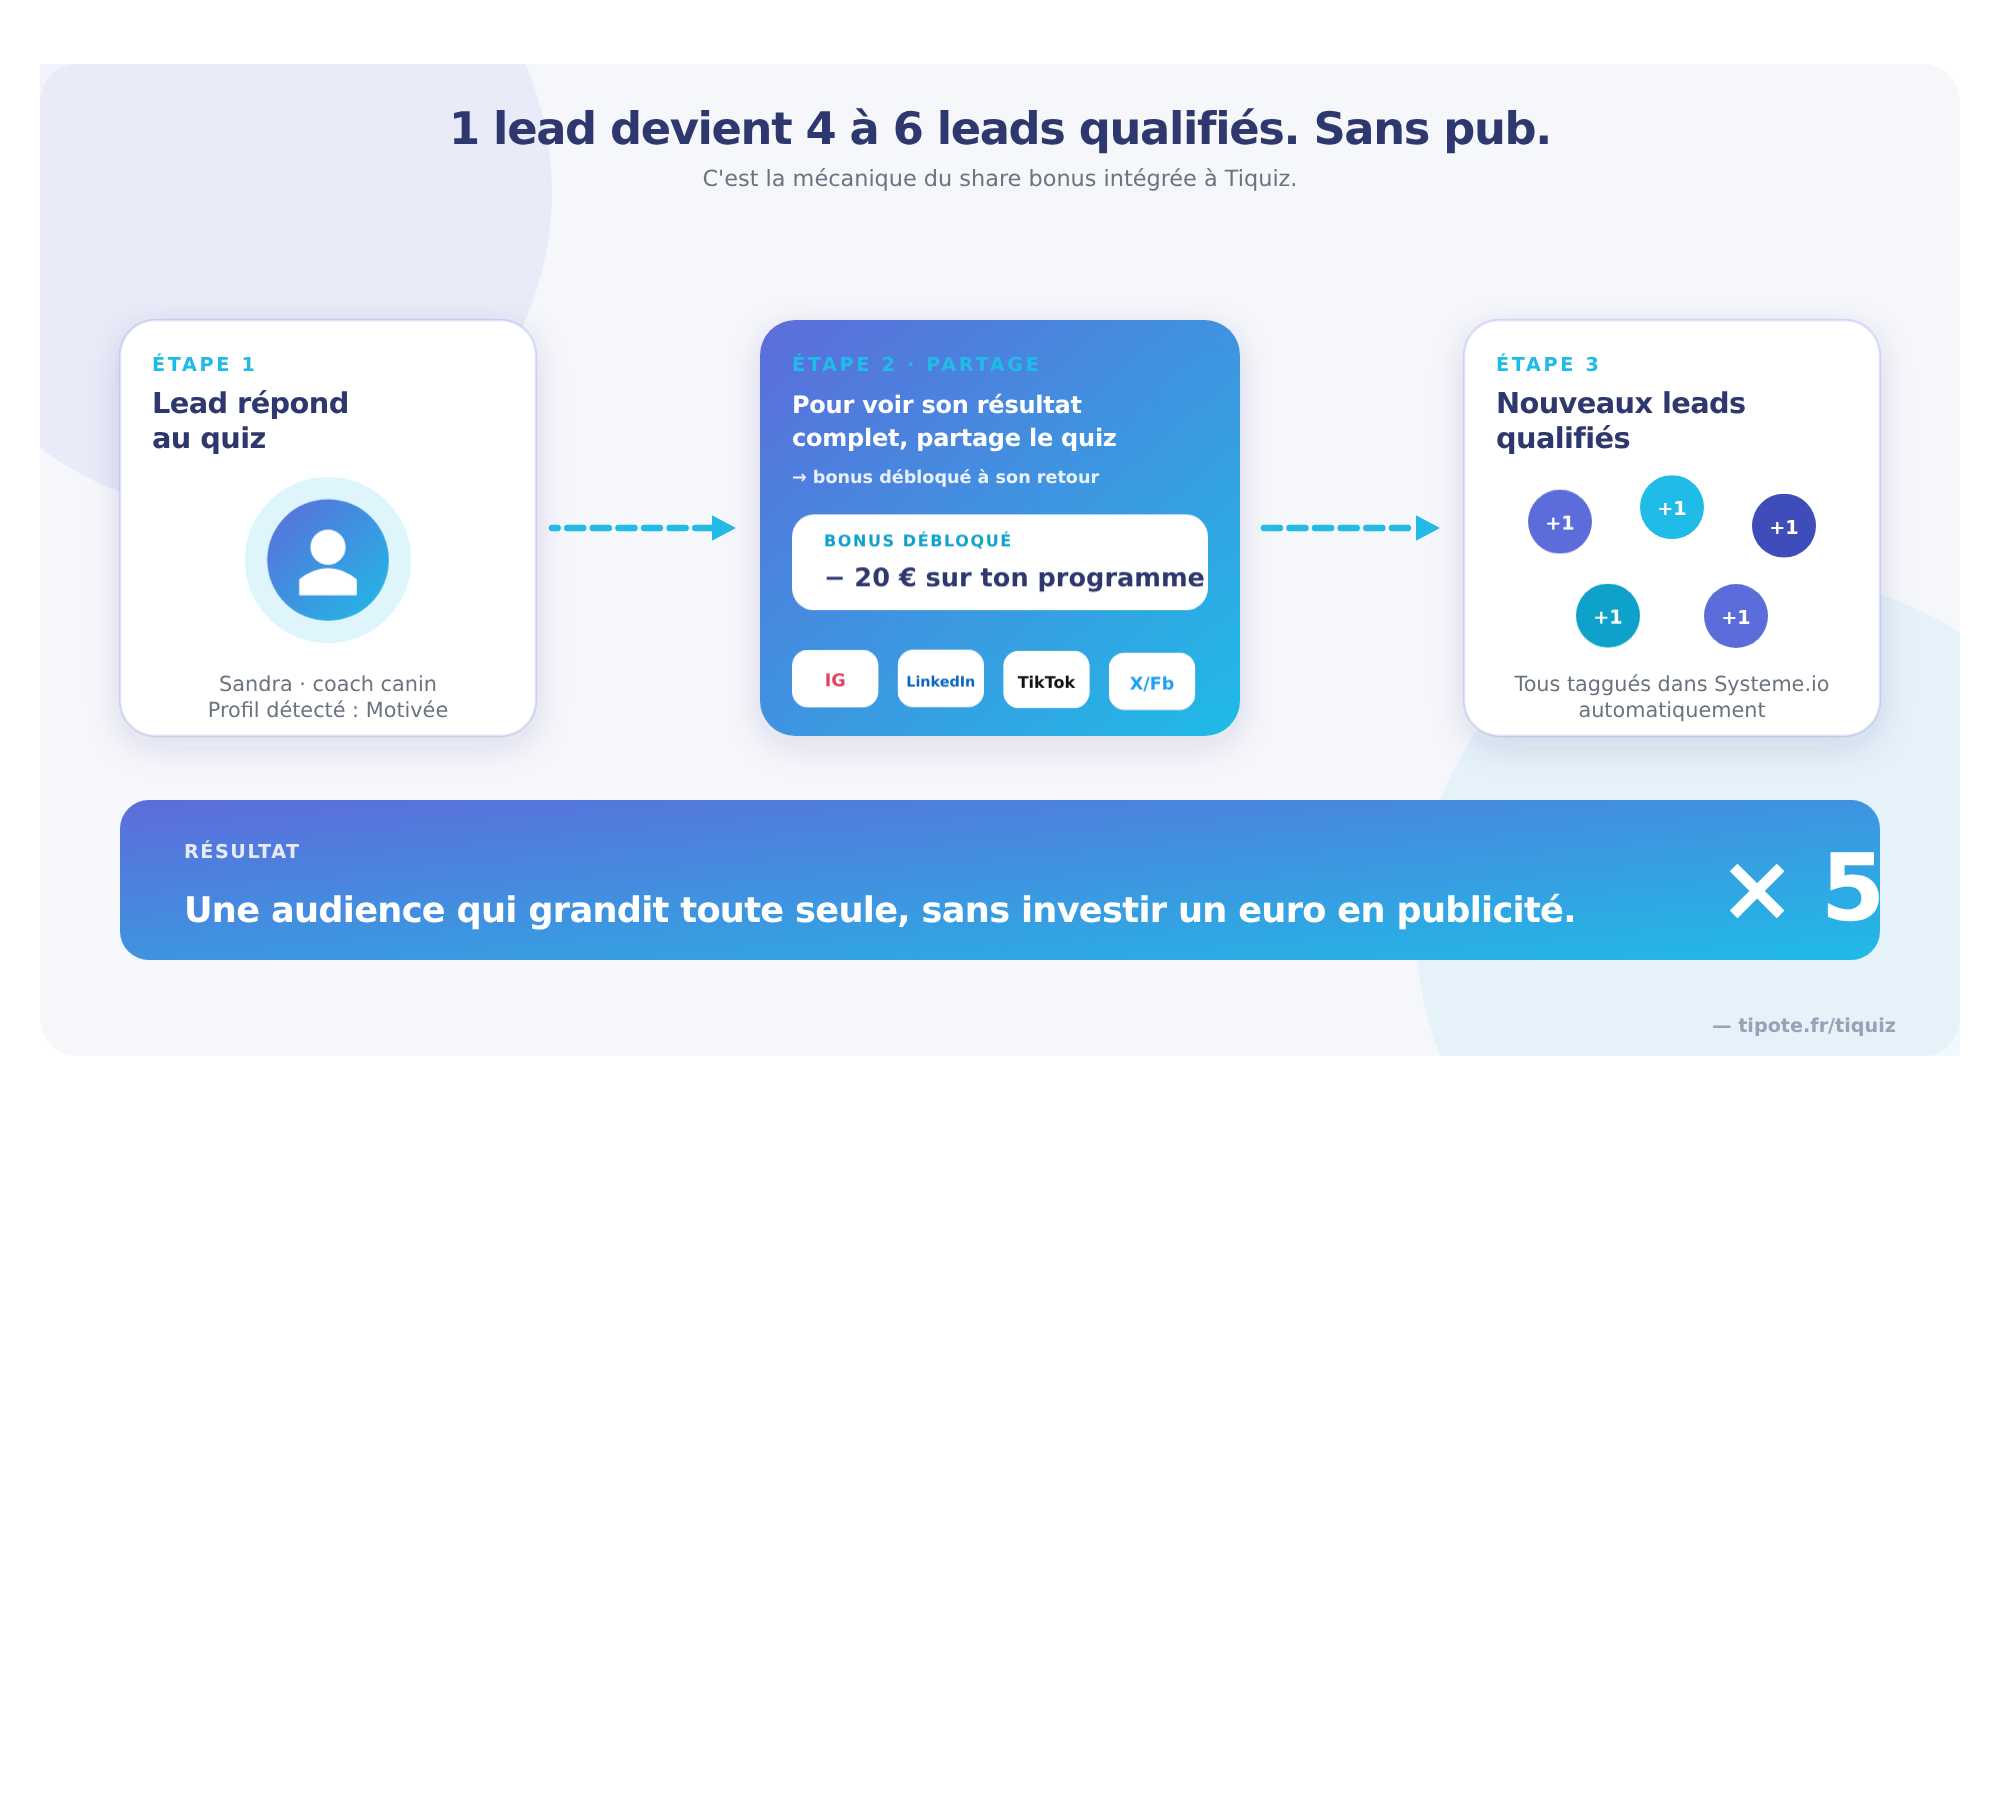 1 lead devient 4 à 6 leads qualifiés. Sans pub.
C'est la mécanique du share bonus intégrée à Tiquiz.
ÉTAPE 1
Lead répond
au quiz
Sandra · coach canin
Profil détecté : Motivée
ÉTAPE 2 · PARTAGE
Pour voir son résultat
complet, partage le quiz
→ bonus débloqué à son retour
BONUS DÉBLOQUÉ
− 20 € sur ton programme
IG
LinkedIn
TikTok
X/Fb
ÉTAPE 3
Nouveaux leads
qualifiés
+1
+1
+1
+1
+1
Tous taggués dans Systeme.io
automatiquement
RÉSULTAT
Une audience qui grandit toute seule, sans investir un euro en publicité.
× 5
— tipote.fr/tiquiz